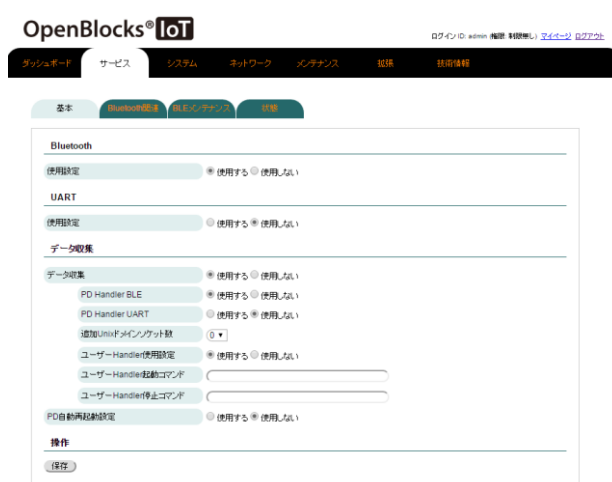 OpenBlocks® IoT
ログイン ID: admin (権限: 制限無し) マイページ ログアウト
ダッシュボード サービス システム ネットワーク メンテナンス 拡張 技術情報
基本 Bluetooth関連 BLEメンテナンス 状態
Bluetooth
使用設定 使用する 使用しない
UART
使用設定 使用する 使用しない
データ収集
データ収集 使用する 使用しない
PD Handler BLE 使用する 使用しない
PD Handler UART 使用する 使用しない
追加Unixドメインソケット数 0
ユーザーHandler使用設定 使用する 使用しない
ユーザーHandler起動コマンド
ユーザーHandler停止コマンド
PD自動再起動設定 使用する 使用しない
操作
保存